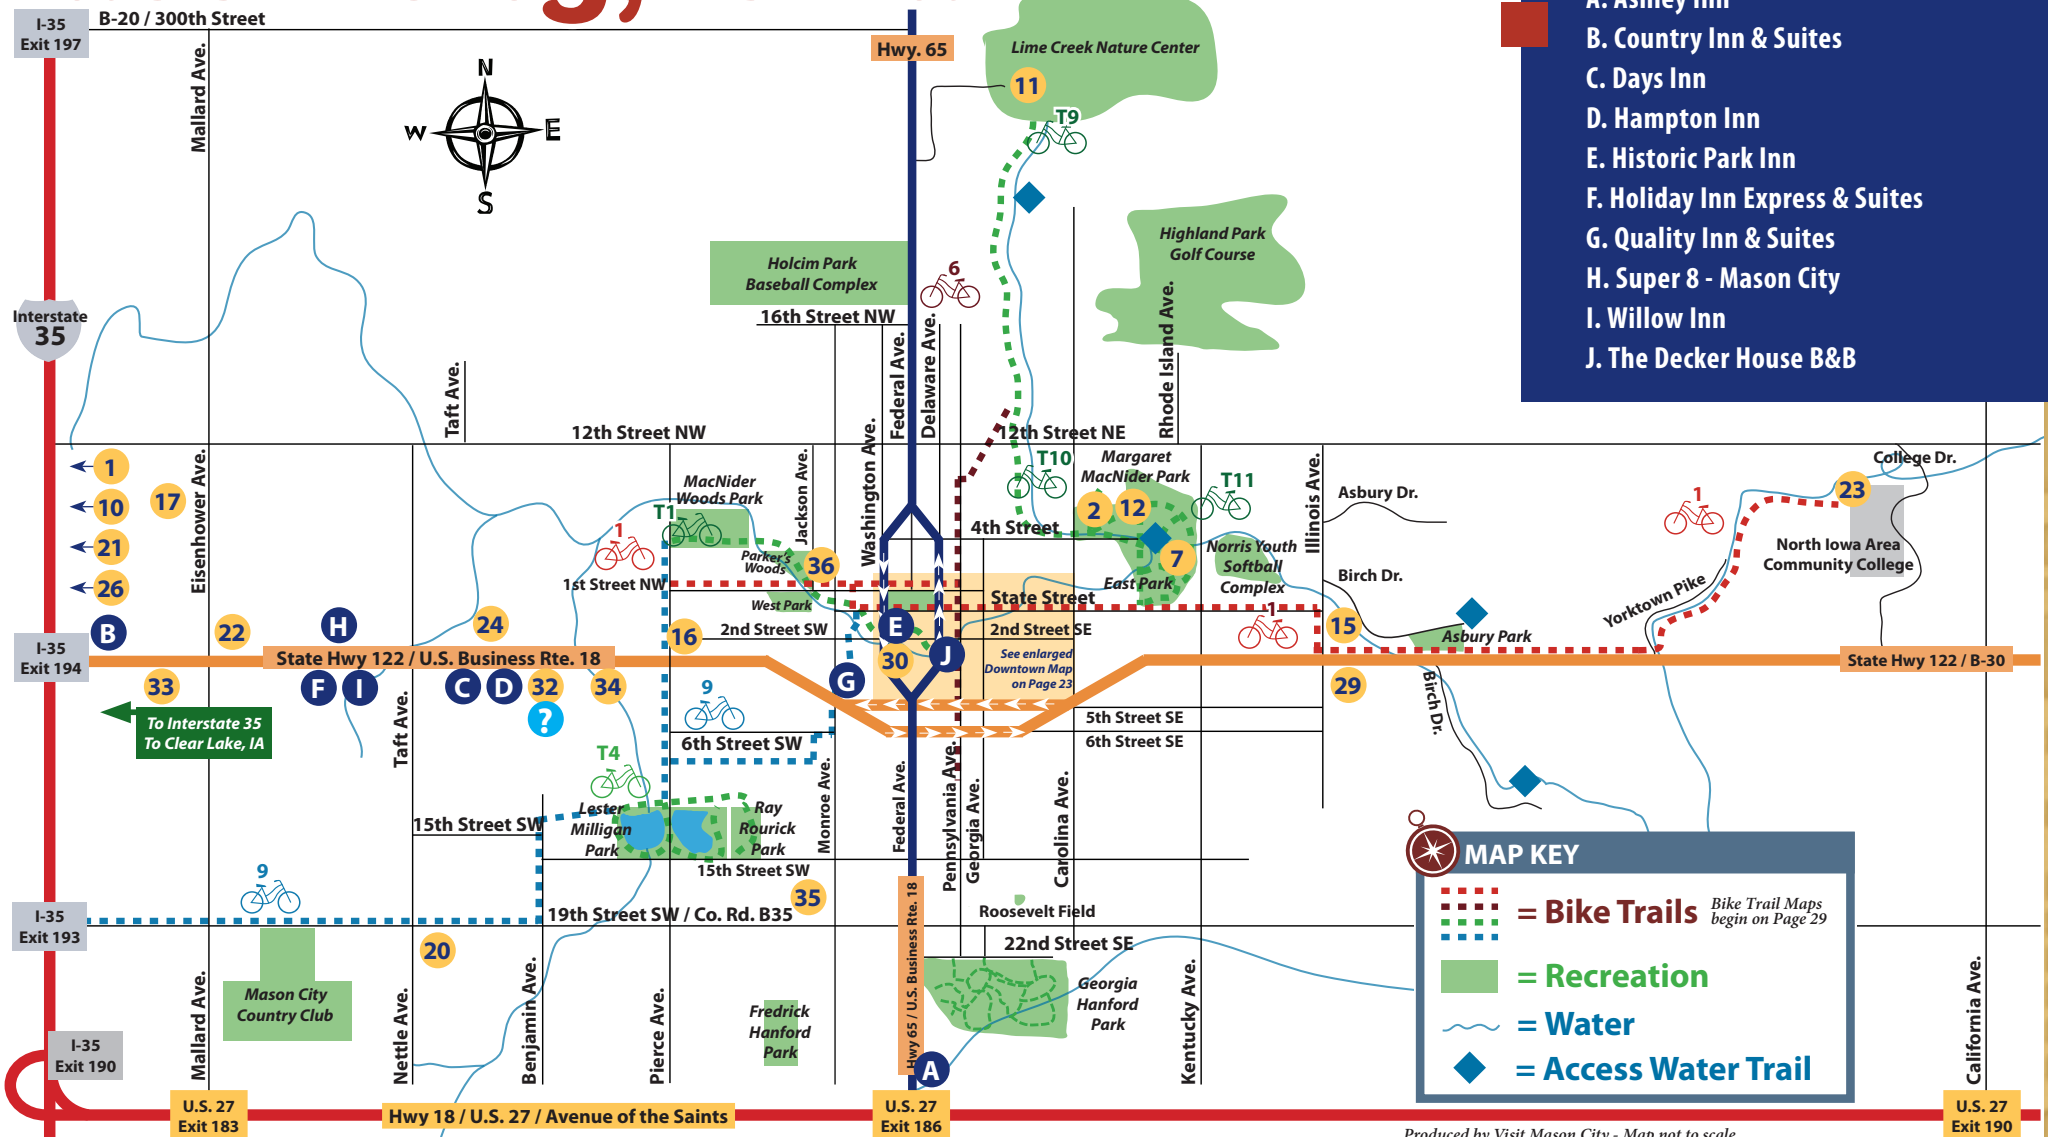 I-35
Exit 197
B-20 / 300th Street
Mallard Ave.
N
W
E
S
Hwy. 65
Lime Creek Nature Center
11
T9
A. Ashley Inn
B. Country Inn & Suites
C. Days Inn
D. Hampton Inn
E. Historic Park Inn
F. Holiday Inn Express & Suites
G. Quality Inn & Suites
H. Super 8 - Mason City
I. Willow Inn
J. The Decker House B&B
Highland Park
Golf Course
Holcim Park
Baseball Complex
6
16th Street NW
Interstate
35
Taft Ave.
Federal Ave.
Delaware Ave.
Rhode Island Ave.
12th Street NW
12th Street NE
Washington Ave.
1
10
21
26
17
Eisenhower Ave.
MacNider
Woods Park
T1
Jackson Ave.
T10
Margaret
MacNider Park
2
12
T11
Illinois Ave.
Asbury Dr.
College Dr.
23
1
North Iowa Area
Community College
4th Street
1
Parker's
Woods
36
7
Norris Youth
Softball
Complex
East Park
Birch Dr.
Yorktown Pike
1st Street NW
West Park
State Street
1
B
22
H
24
16
2nd Street SW
E
2nd Street SE
15
Asbury Park
I-35
Exit 194
State Hwy 122 / U.S. Business Rte. 18
30
J
See enlarged
Downtown Map
on Page 23
State Hwy 122 / B-30
33
F
I
C
D
32
34
G
29
Birch Dr.
To Interstate 35
To Clear Lake, IA
?
9
5th Street SE
6th Street SE
Taft Ave.
6th Street SW
T4
Lester
Milligan
Park
Ray
Rourick
Park
Monroe Ave.
Federal Ave.
Pennsylvania Ave.
Georgia Ave.
Carolina Ave.
15th Street SW
15th Street SW
9
35
I-35
Exit 193
19th Street SW / Co. Rd. B35
Roosevelt Field
20
22nd Street SE
Mason City
Country Club
Mallard Ave.
Nettle Ave.
Benjamin Ave.
Pierce Ave.
Fredrick
Hanford
Park
Hwy 65 / U.S. Business Rte. 18
Georgia
Hanford
Park
Kentucky Ave.
California Ave.
A
I-35
Exit 190
U.S. 27
Exit 183
Hwy 18 / U.S. 27 / Avenue of the Saints
U.S. 27
Exit 186
U.S. 27
Exit 190
MAP KEY
= Bike Trails
Bike Trail Maps
begin on Page 29
= Recreation
= Water
= Access Water Trail
Produced by Visit Mason City - Map not to scale